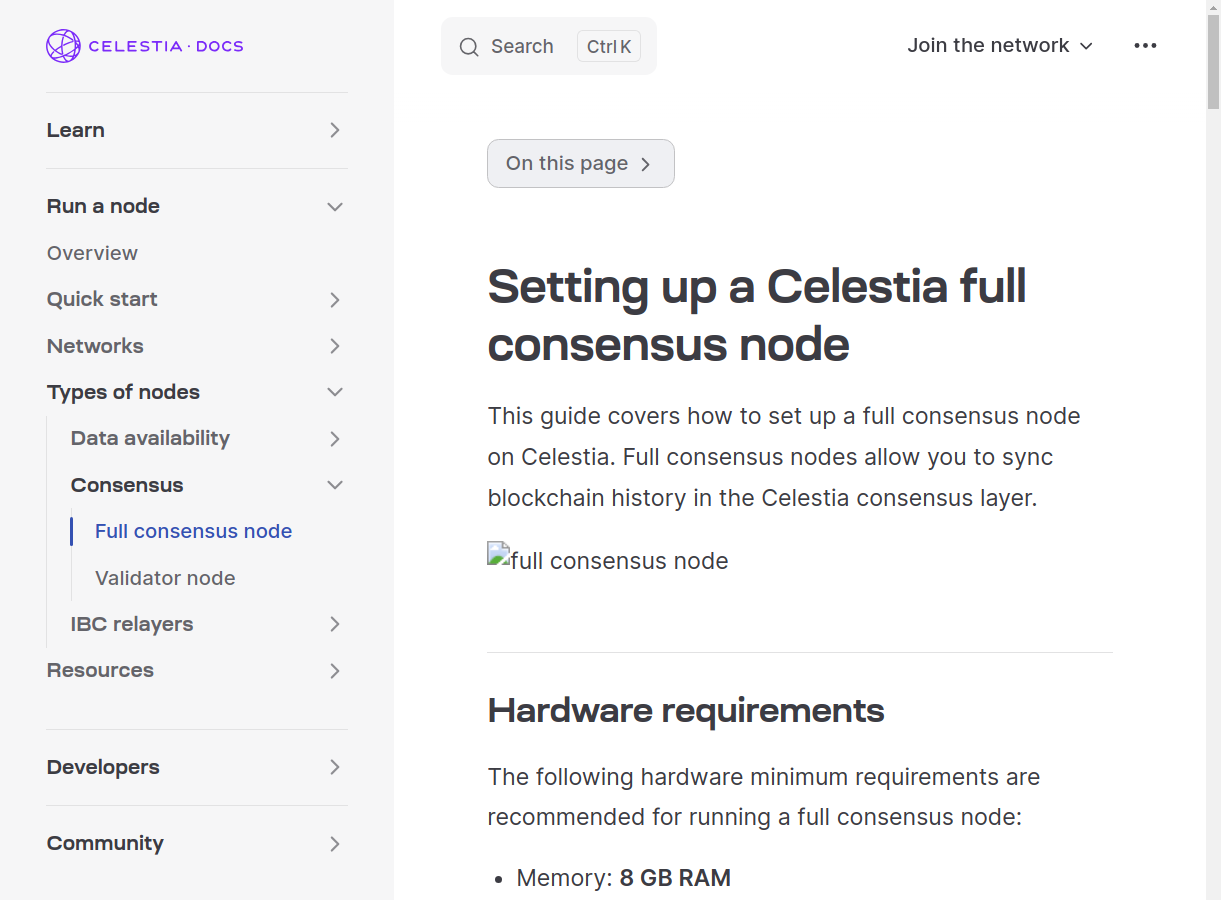 CELESTIA · DOCS
Search
Ctrl K
Join the network
Learn
Run a node
Overview
Quick start
Networks
Types of nodes
Data availability
Consensus
Full consensus node
Validator node
IBC relayers
Resources
Developers
Community
On this page
Setting up a Celestia full
consensus node
This guide covers how to set up a full consensus node
on Celestia. Full consensus nodes allow you to sync
blockchain history in the Celestia consensus layer.
full consensus node
Hardware requirements
The following hardware minimum requirements are
recommended for running a full consensus node:
• Memory: 8 GB RAM